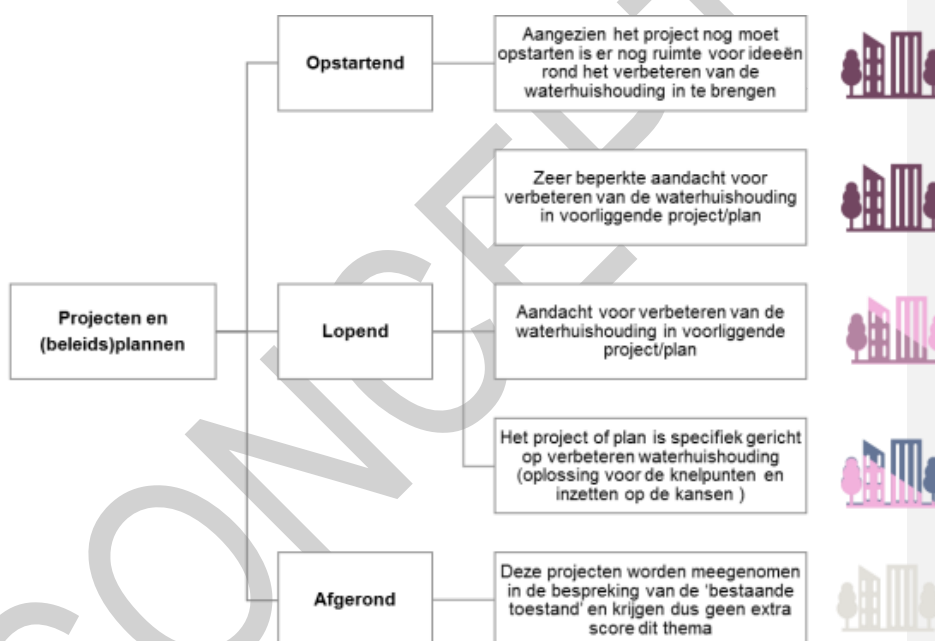 Opstartend
Aangezien het project nog moet
opstarten is er nog ruimte voor ideeën
rond het verbeteren van de
waterhuishouding in te brengen
Zeer beperkte aandacht voor
verbeteren van de waterhuishouding
in voorliggende project/plan
Projecten en
(beleids)plannen
Lopend
Aandacht voor verbeteren van de
waterhuishouding in voorliggende
project/plan
Het project of plan is specifiek gericht
op verbeteren waterhuishouding
(oplossing voor de knelpunten en
inzetten op de kansen )
Afgerond
Deze projecten worden meegenomen
in de bespreking van de ‘bestaande
toestand’ en krijgen dus geen extra
score dit thema
CONCEPT